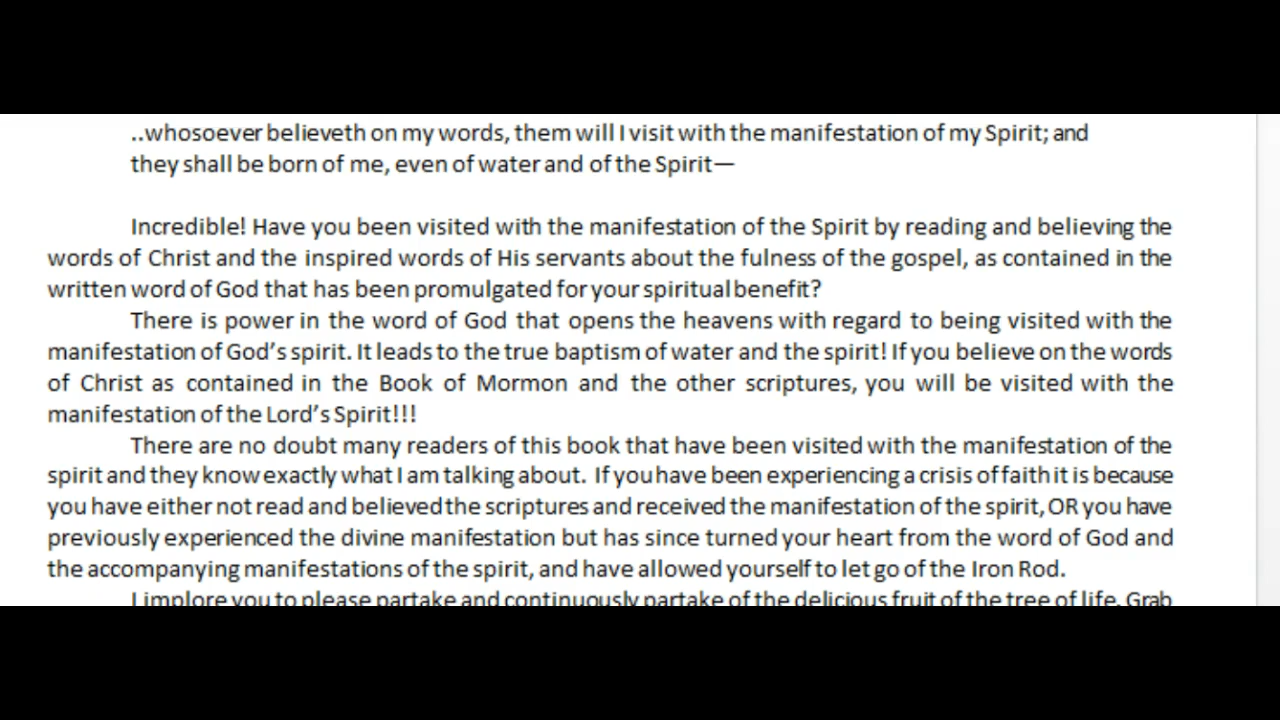 ..whosoever believeth on my words, them will I visit with the manifestation of my Spirit; and
they shall be born of me, even of water and of the Spirit—
Incredible! Have you been visited with the manifestation of the Spirit by reading and believing the
words of Christ and the inspired words of His servants about the fulness of the gospel, as contained in the
written word of God that has been promulgated for your spiritual benefit?
There is power in the word of God that opens the heavens with regard to being visited with the
manifestation of God's spirit. It leads to the true baptism of water and the spirit! If you believe on the words
of Christ as contained in the Book of Mormon and the other scriptures, you will be visited with the
manifestation of the Lord's Spirit!!!
There are no doubt many readers of this book that have been visited with the manifestation of the
spirit and they know exactly what I am talking about. If you have been experiencing a crisis of faith it is because
you have either not read and believed the scriptures and received the manifestation of the spirit, OR you have
previously experienced the divine manifestation but has since turned your heart from the word of God and
the accompanying manifestations of the spirit, and have allowed yourself to let go of the Iron Rod.
I implore you to please partake and continuously partake of the delicious fruit of the tree of life. Grab